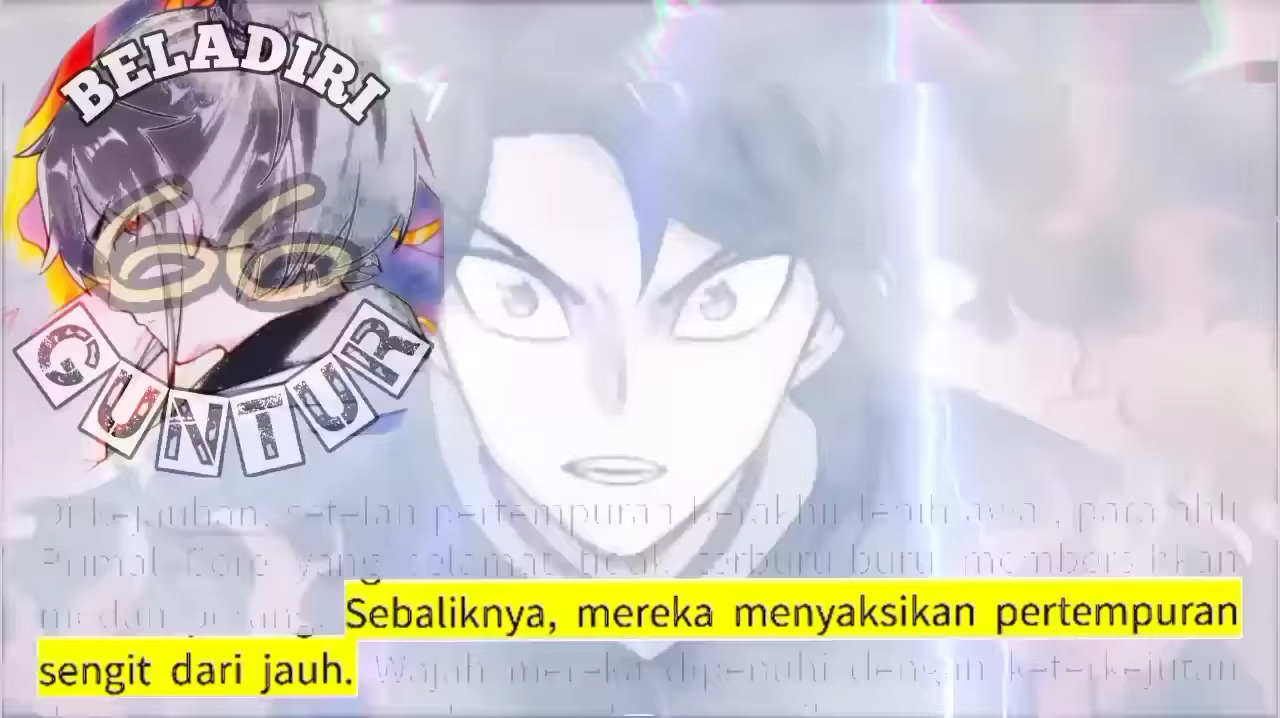 BELADIRI
66
GUNTUR
Di kejauhan, setelah pertempuran berakhir lebih awal, para ahli
Primal Core yang selamat tidak terburu-buru membersihkan
medan perang. Sebaliknya, mereka menyaksikan pertempuran
sengit dari jauh. Wajah mereka dipenuhi dengan keterkejutan